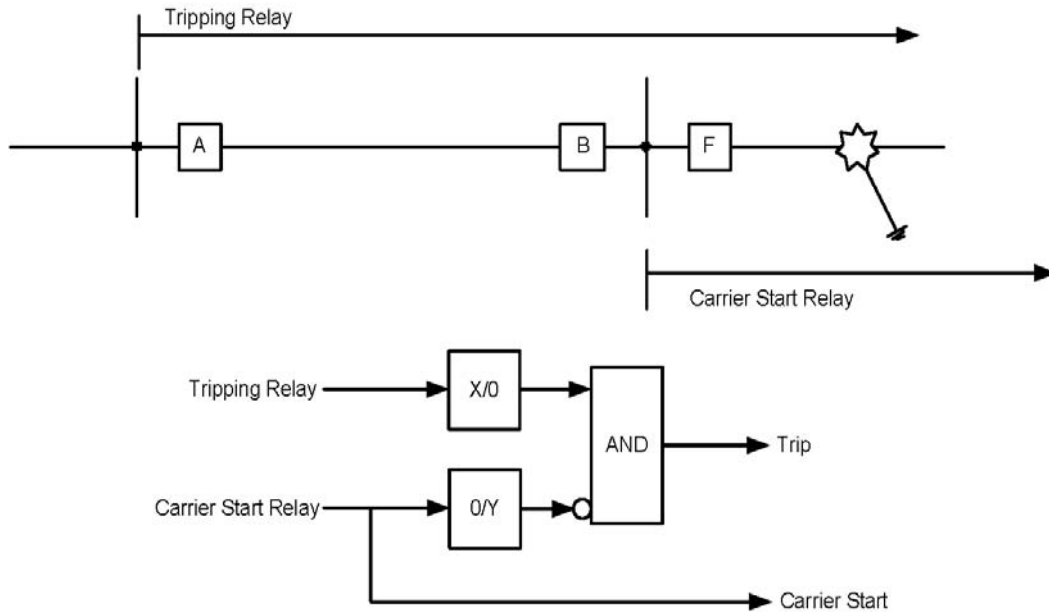 Tripping Relay
A
B
F
Carrier Start Relay
Tripping Relay
X/0
AND
Trip
Carrier Start Relay
0/Y
Carrier Start